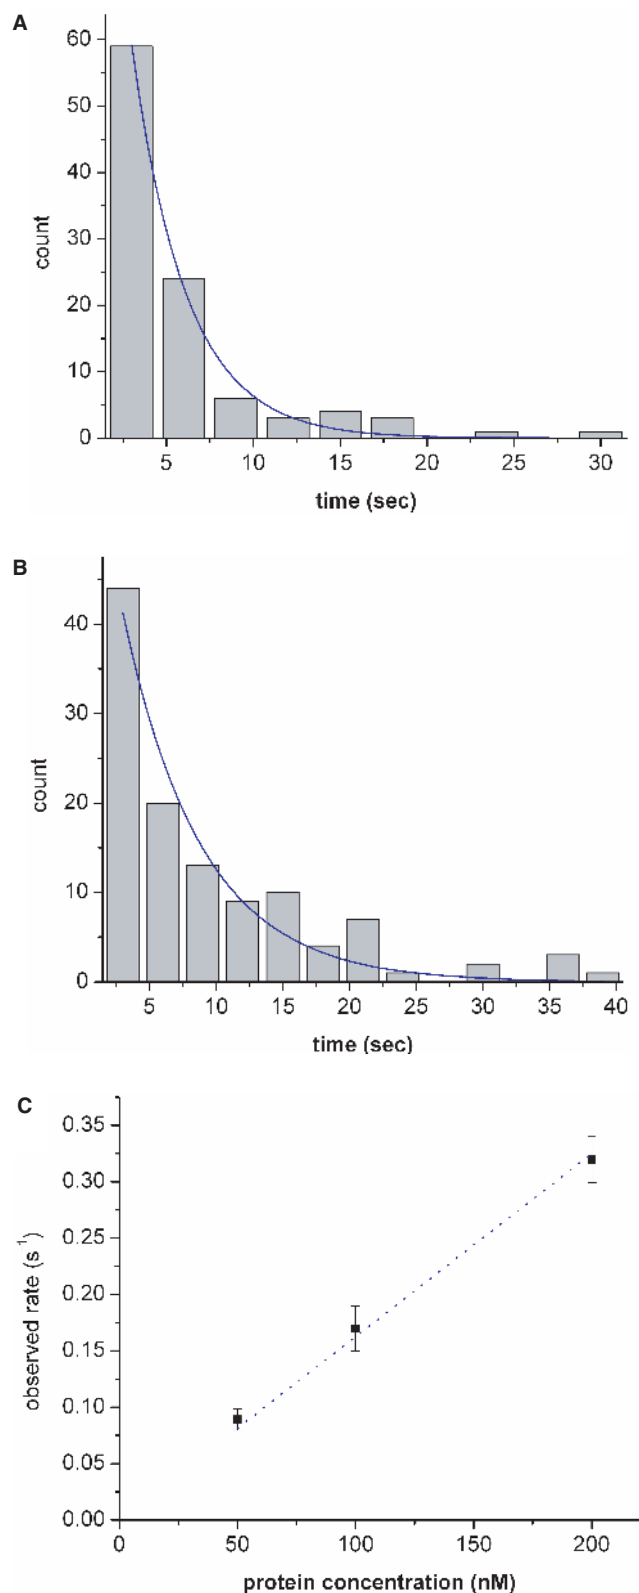 A
60
50
40
30
20
10
0
count
5 10 15 20 25 30
time (sec)
B
40
30
20
10
0
count
5 10 15 20 25 30 35 40
time (sec)
C
0.35
0.30
0.25
0.20
0.15
0.10
0.05
0.00
observed rate (s⁻¹)
0 50 100 150 200
protein concentration (nM)